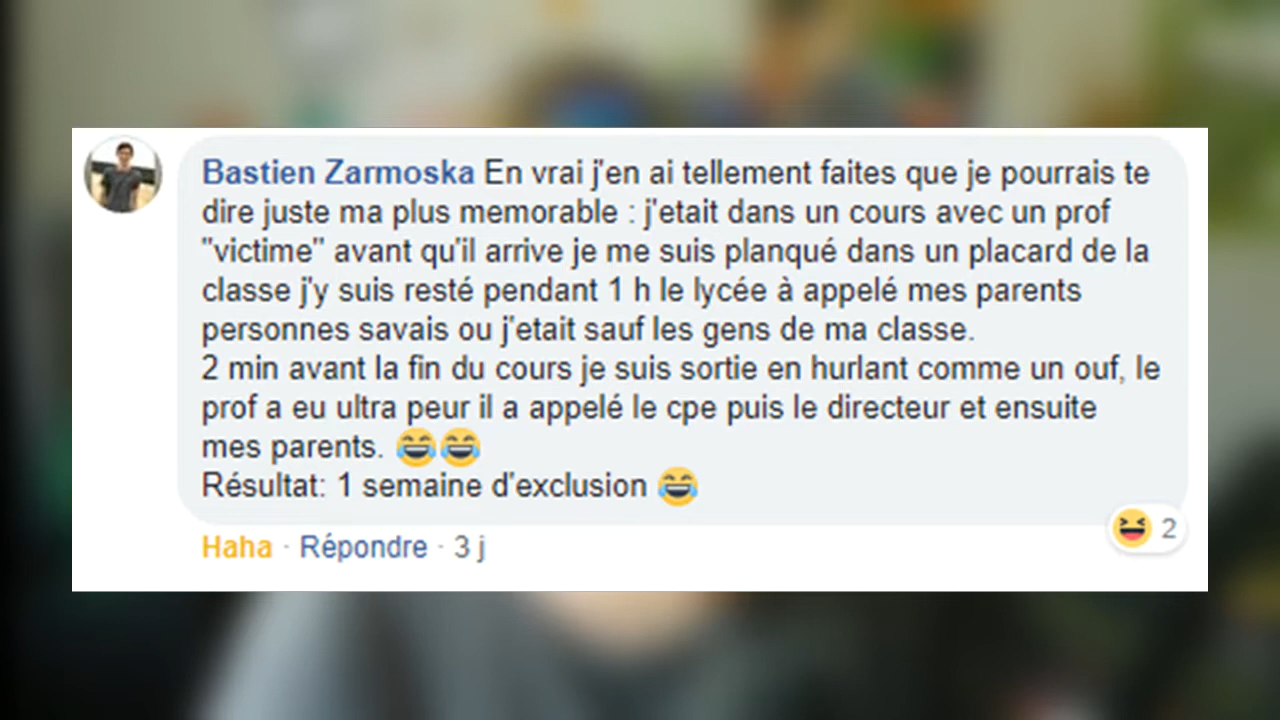 Bastien Zarmoska En vrai j'en ai tellement faites que je pourrais te
dire juste ma plus memorable : j'etait dans un cours avec un prof
"victime" avant qu'il arrive je me suis planqué dans un placard de la
classe j'y suis resté pendant 1 h le lycée à appelé mes parents
personnes savais ou j'etait sauf les gens de ma classe.
2 min avant la fin du cours je suis sortie en hurlant comme un ouf, le
prof a eu ultra peur il a appelé le cpe puis le directeur et ensuite
mes parents. 😂😂
Résultat: 1 semaine d'exclusion 😂
Haha · Répondre · 3 j
😆 2